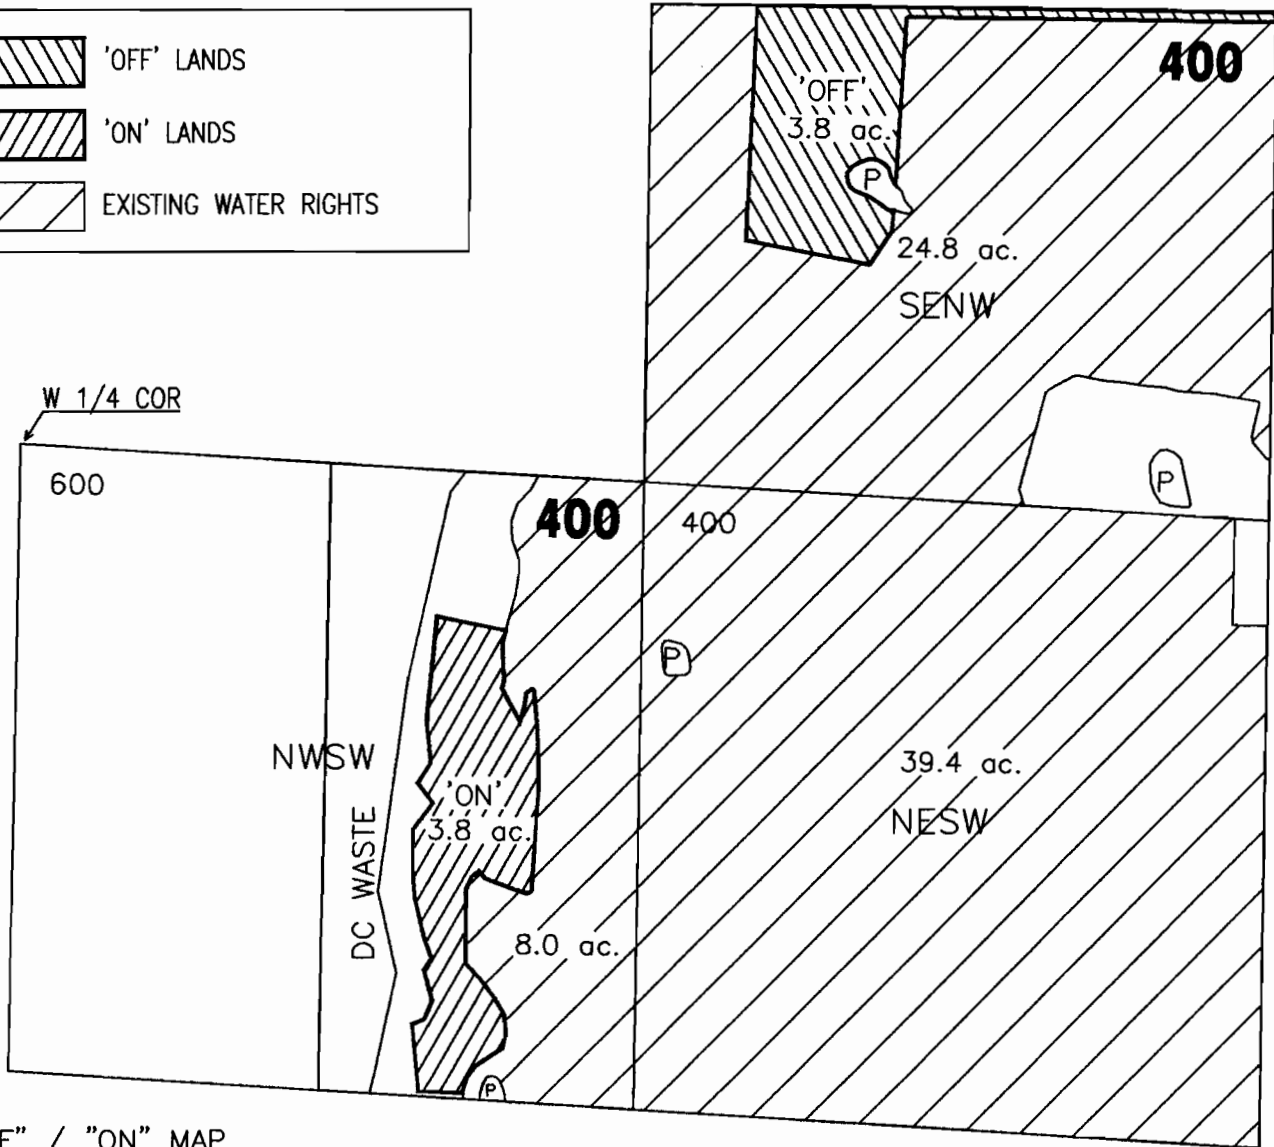 'OFF' LANDS
'ON' LANDS
EXISTING WATER RIGHTS
400
'OFF'
3.8 ac.
P
24.8 ac.
SENW
W 1/4 COR
600
400
400
P
P
NWSW
'ON'
3.8 ac.
DC WASTE
39.4 ac.
NESW
8.0 ac.
P
" / "ON" MAP